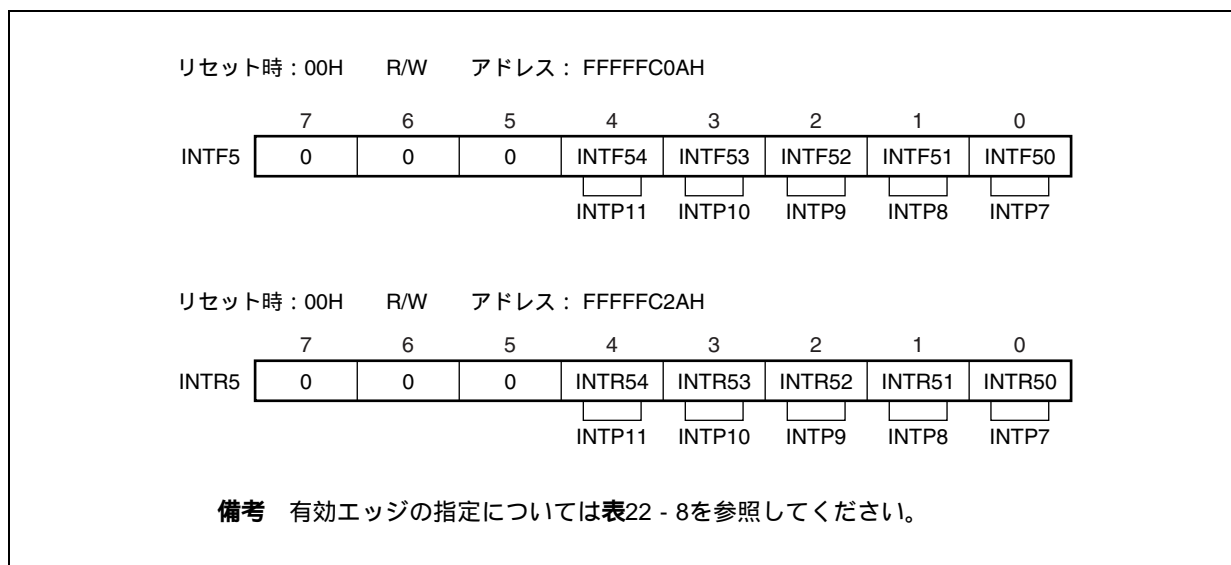 リセット時：00H R/W アドレス： FFFFFC0AH
7 6 5 4 3 2 1 0
INTF5 0 0 0 INTF54 INTF53 INTF52 INTF51 INTF50
INTP11 INTP10 INTP9 INTP8 INTP7
リセット時：00H R/W アドレス： FFFFFC2AH
7 6 5 4 3 2 1 0
INTR5 0 0 0 INTR54 INTR53 INTR52 INTR51 INTR50
INTP11 INTP10 INTP9 INTP8 INTP7
備考 有効エッジの指定については表22－8を参照してください。